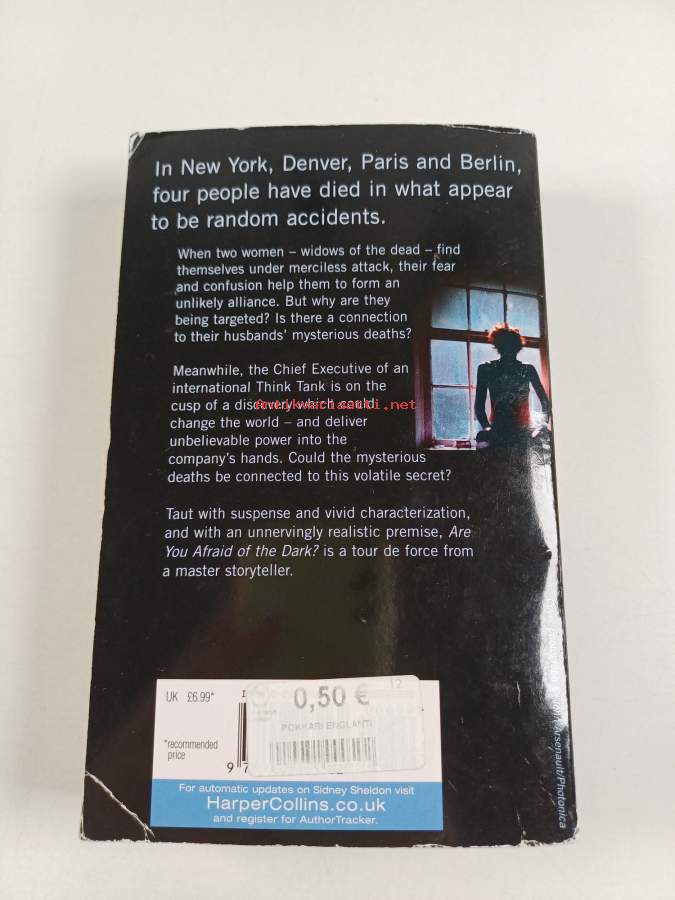 In New York, Denver, Paris and Berlin,
four people have died in what appear
to be random accidents.
When two women – widows of the dead – find
themselves under merciless attack, their fear
and confusion help them to form an
unlikely alliance. But why are they
being targeted? Is there a connection
to their husbands' mysterious deaths?
Meanwhile, the Chief Executive of an
international Think Tank is on the
cusp of a discovery which could
Antikvariaatti.net
change the world – and deliver
unbelievable power into the
company's hands. Could the mysterious
deaths be connected to this volatile secret?
Taut with suspense and vivid characterization,
and with an unnervingly realistic premise, Are
You Afraid of the Dark? is a tour de force from
a master storyteller.
UK £6.99*
12
0,50 €
POKKARI ENGLANTI
*recommended
price
9 7
For automatic updates on Sidney Sheldon visit
HarperCollins.co.uk
and register for AuthorTracker.
Arsenault/Photonica